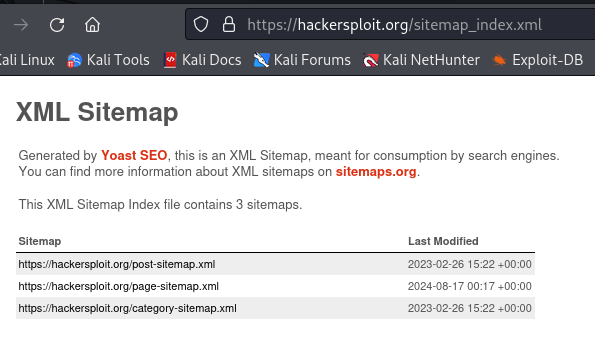 https://hackersploit.org/sitemap_index.xml
Kali Linux Kali Tools Kali Docs Kali Forums Kali NetHunter Exploit-DB
XML Sitemap
Generated by Yoast SEO, this is an XML Sitemap, meant for consumption by search engines.
You can find more information about XML sitemaps on sitemaps.org.
This XML Sitemap Index file contains 3 sitemaps.
Sitemap Last Modified
https://hackersploit.org/post-sitemap.xml 2023-02-26 15:22 +00:00
https://hackersploit.org/page-sitemap.xml 2024-08-17 00:17 +00:00
https://hackersploit.org/category-sitemap.xml 2023-02-26 15:22 +00:00